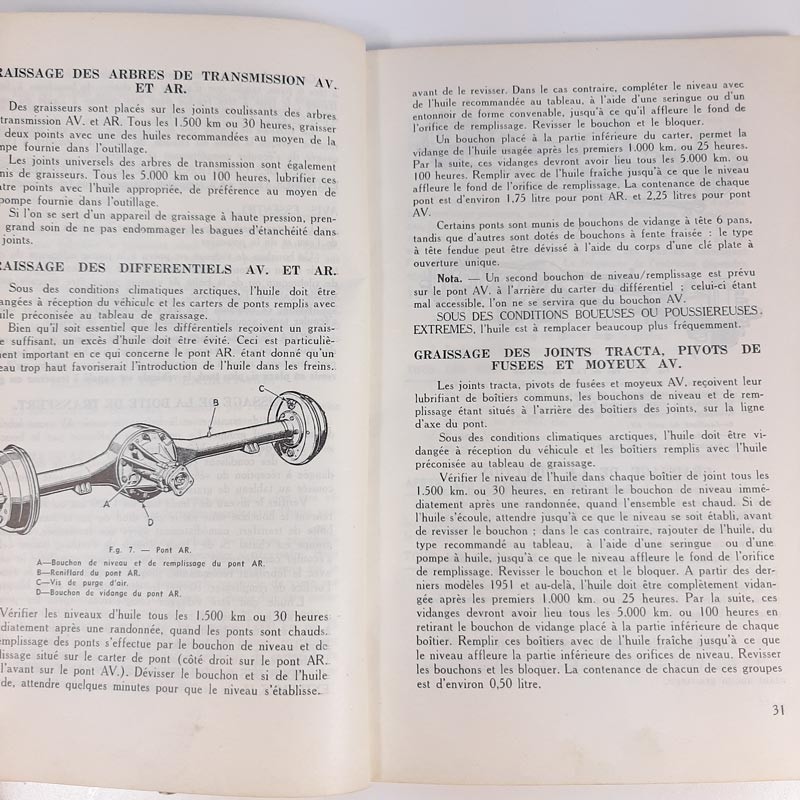 RAISSAGE DES ARBRES DE TRANSMISSION AV.
ET AR.
Des graisseurs sont placés sur les joints coulissants des arbres
transmission AV. et AR. Tous les 1.500 km ou 30 heures, graisser
deux points avec une des huiles recommandées au moyen de la
mpe fournie dans l'outillage.
Les joints universels des arbres de transmission sont également
nis de graisseurs. Tous les 5.000 km ou 100 heures, lubrifier ces
atre points avec l'huile appropriée, de préférence au moyen de
pompe fournie dans l'outillage.
Si l'on se sert d'un appareil de graissage à haute pression, pren-
grand soin de ne pas endommager les bagues d'étanchéité dans
joints.
RAISSAGE DES DIFFERENTIELS AV. ET AR.
Sous des conditions climatiques arctiques, l'huile doit être
angées à réception du véhicule et les carters de ponts remplis avec
uile préconisée au tableau de graissage.
Bien qu'il soit essentiel que les différentiels reçoivent un grais-
e suffisant, un excès d'huile doit être évité. Ceci est particuliè-
ment important en ce qui concerne le pont AR. étant donné qu'un
eau trop haut favoriserait l'introduction de l'huile dans les freins.
C
B
A
D
F.g. 7. — Pont AR.
A—Bouchon de niveau et de remplissage du pont AR.
B—Reniflard du pont AR.
C—Vis de purge d'air.
D—Bouchon de vidange du pont AR.
Vérifier les niveaux d'huile tous les 1.500 km ou 30 heures
diatement après une randonnée, quand les ponts sont chauds.
emplissage des ponts s'effectue par le bouchon de niveau et de
lissage situé sur le carter de pont (côté droit sur le pont AR.
l'avant sur le pont AV.). Dévisser le bouchon et si de l'huile
de, attendre quelques minutes pour que le niveau s'établisse.
avant de le revisser. Dans le cas contraire, compléter le niveau avec
de l'huile recommandée au tableau, à l'aide d'une seringue ou d'un
entonnoir de forme convenable, jusqu'à ce qu'il affleure le fond de
l'orifice de remplissage. Revisser le bouchon et le bloquer.
Un bouchon placé à la partie inférieure du carter, permet la
vidange de l'huile usagée après les premiers 1.000 km. ou 25 heures.
Par la suite, ces vidanges devront avoir lieu tous les 5.000 km. ou
100 heures. Remplir avec de l'huile fraîche jusqu'à ce que le niveau
affleure le fond de l'orifice de remplissage. La contenance de chaque
pont est d'environ 1,75 litre pour pont AR. et 2,25 litres pour pont
AV.
Certains ponts sont munis de bouchons de vidange à tête 6 pans,
tandis que d'autres sont dotés de bouchons à fente fraisée : le type
à tête fendue peut être dévissé à l'aide du corps d'une clé plate à
ouverture unique.
Nota. — Un second bouchon de niveau/remplissage est prévu
sur le pont AV. à l'arrière du carter du différentiel ; celui-ci étant
mal accessible, l'on ne se servira que du bouchon AV.
SOUS DES CONDITIONS BOUEUSES OU POUSSIEREUSES,
EXTREMES, l'huile est à remplacer beaucoup plus fréquemment.
GRAISSAGE DES JOINTS TRACTA, PIVOTS DE
FUSEES ET MOYEUX AV.
Les joints tracta, pivots de fusées et moyeux AV. reçoivent leur
lubrifiant de boîtiers communs, les bouchons de niveau et de rem-
plissage étant situés à l'arrière des boîtiers des joints, sur la ligne
d'axe du pont.
Sous des conditions climatiques arctiques, l'huile doit être vi-
dangée à réception du véhicule et les boîtiers remplis avec l'huile
préconisée au tableau de graissage.
Vérifier le niveau de l'huile dans chaque boîtier de joint tous les
1.500 km. ou 30 heures, en retirant le bouchon de niveau immé-
diatement après une randonnée, quand l'ensemble est chaud. Si de
l'huile s'écoule, attendre jusqu'à ce que le niveau se soit établi, avant
de revisser le bouchon ; dans le cas contraire, rajouter de l'huile, du
type recommandé au tableau, à l'aide d'une seringue ou d'une
pompe à huile, jusqu'à ce que le niveau affleure le fond de l'orifice
de remplissage. Revisser le bouchon et le bloquer. A partir des der-
niers modèles 1951 et au-delà, l'huile doit être complètement vidan-
gée après les premiers 1.000 km. ou 25 heures. Par la suite, ces
vidanges devront avoir lieu tous les 5.000 km. ou 100 heures en
retirant le bouchon de vidange placé à la partie inférieure de chaque
boîtier. Remplir ces boîtiers avec de l'huile fraîche jusqu'à ce que
le niveau affleure la partie inférieure des orifices de niveau. Revisser
les bouchons et les bloquer. La contenance de chacun de ces groupes
est d'environ 0,50 litre.
31